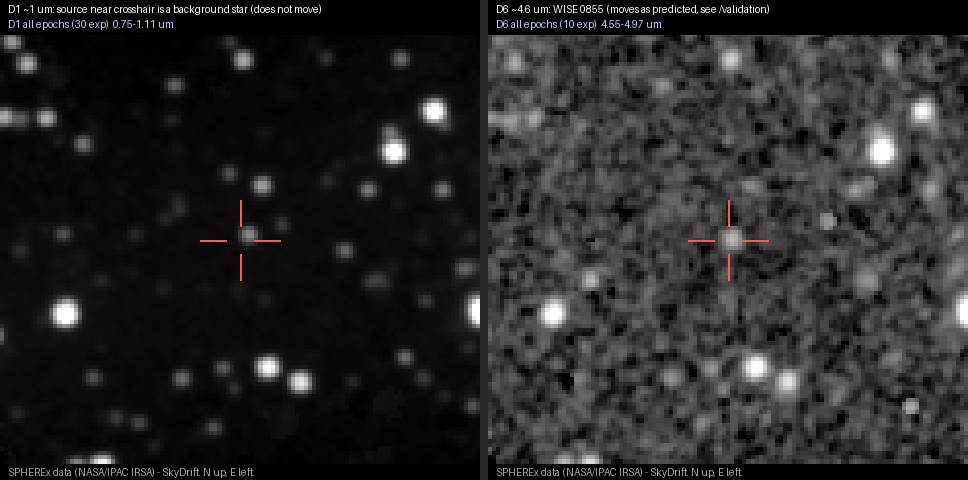 D1 ~1 um: source near crosshair is a background star (does not move)
D1 all epochs (30 exp) 0.75-1.11 um
SPHEREx data (NASA/IPAC IRSA) - SkyDrift. N up, E left.
D6 ~4.6 um: WISE 0855 (moves as predicted, see /validation)
D6 all epochs (10 exp) 4.55-4.97 um
SPHEREx data (NASA/IPAC IRSA) - SkyDrift. N up, E left.